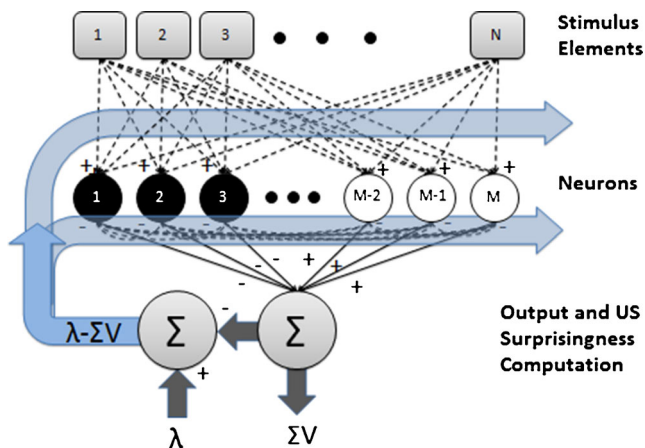 1 2 3 N
Stimulus
Elements
+ + + + + +
1 2 3 M-2 M-1 M
Neurons
- - - - - -
- - - + + +
Output and US
Surprisingness
Computation
λ-ΣV Σ - Σ
+
λ ΣV